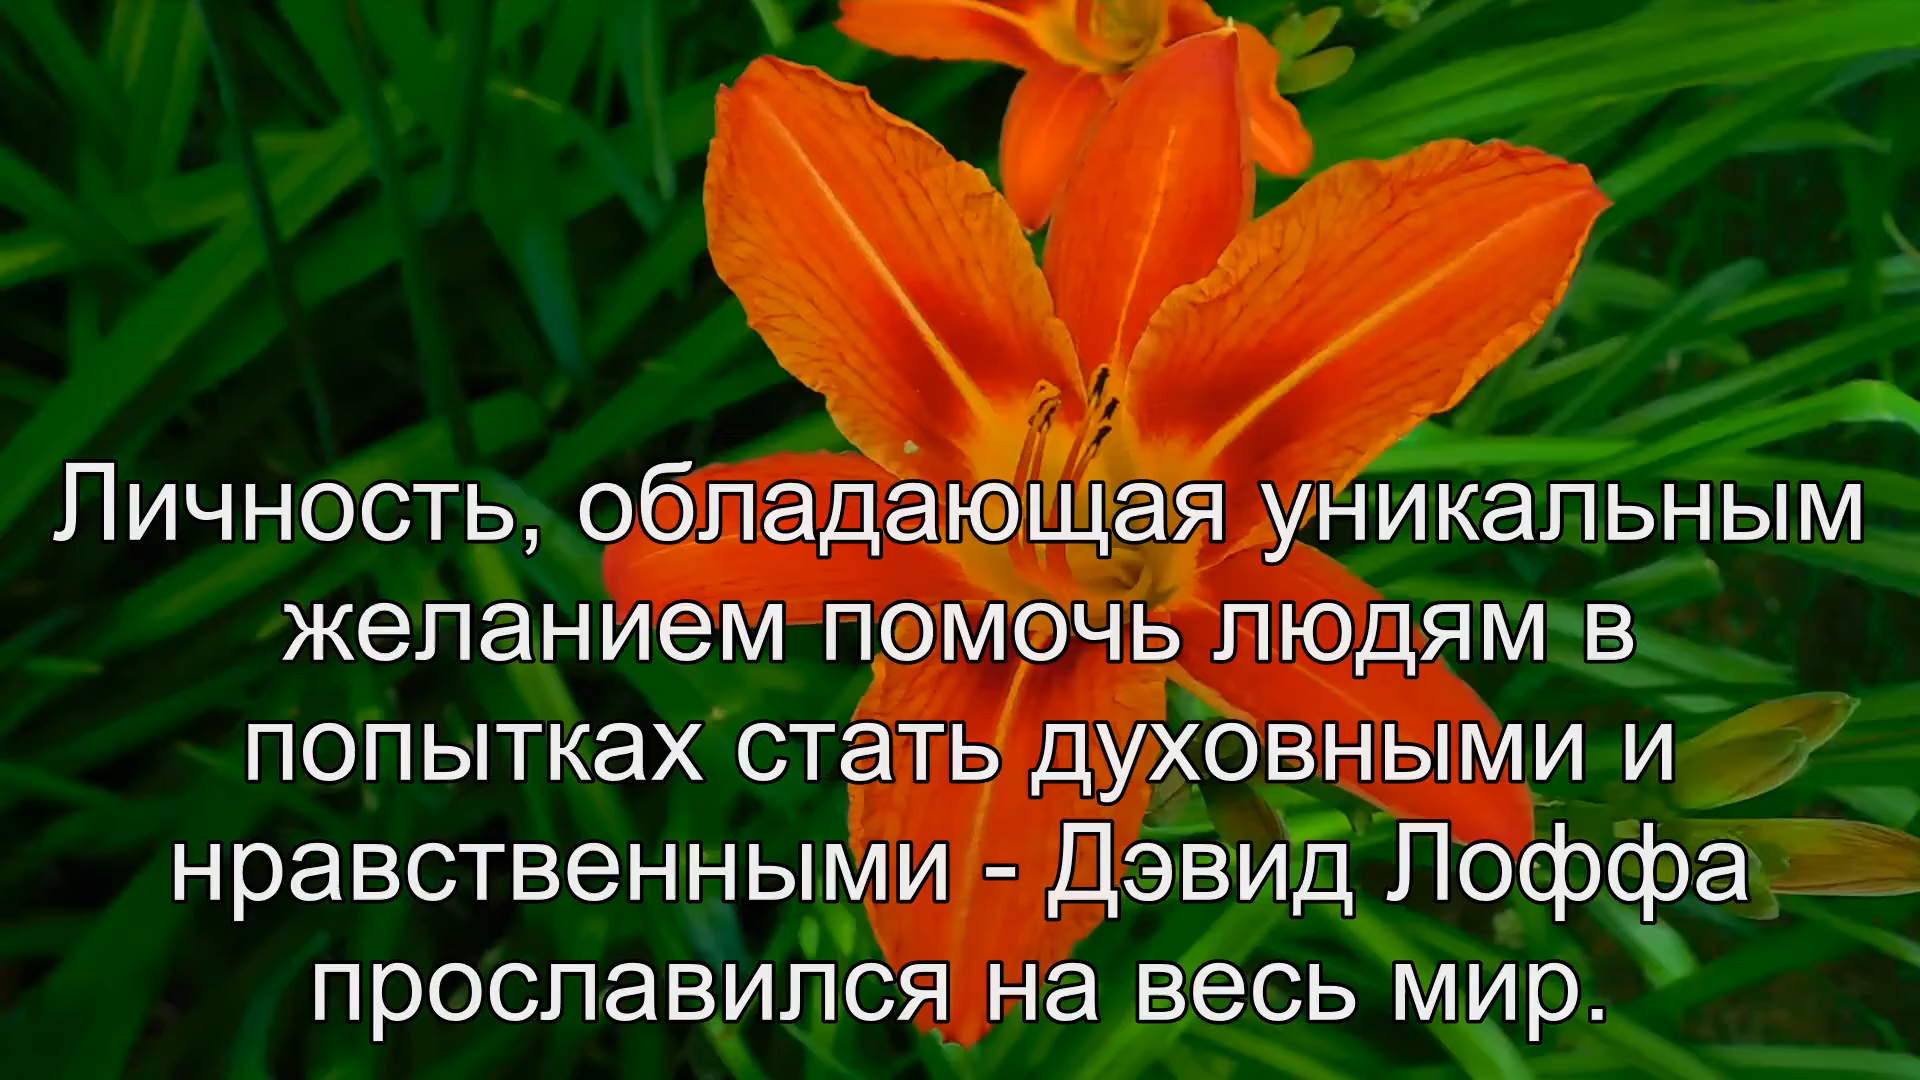 Личность, обладающая уникальным
желанием помочь людям в
попытках стать духовными и
нравственными - Дэвид Лоффа
прославился на весь мир.